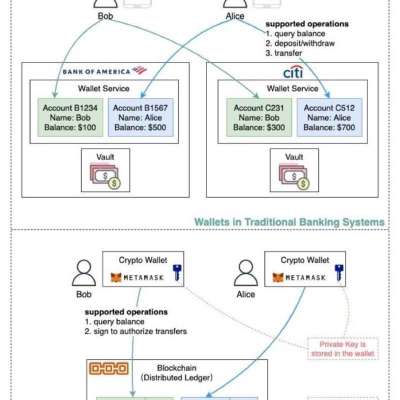 Bob
Alice
supported operations
1. query balance
2. deposit/withdraw
3. transfer
BANK OF AMERICA
Wallet Service
Account B1234
Name: Bob
Balance: $100
Account B1567
Name: Alice
Balance: $500
Vault
citi
Wallet Service
Account C231
Name: Bob
Balance: $300
Account C512
Name: Alice
Balance: $700
Vault
Wallets in Traditional Banking Systems
Crypto Wallet
METAMASK
Bob
Crypto Wallet
METAMASK
Alice
supported operations
1. query balance
2. sign to authorize transfers
Private Key is
stored in the wallet
Blockchain
(Distributed Ledger)